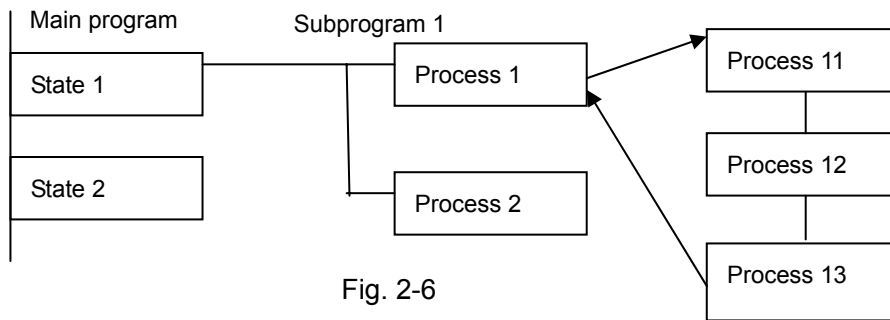 Main program
Subprogram 1
State 1
Process 1
Process 11
State 2
Process 2
Process 12
Process 13
Fig. 2-6